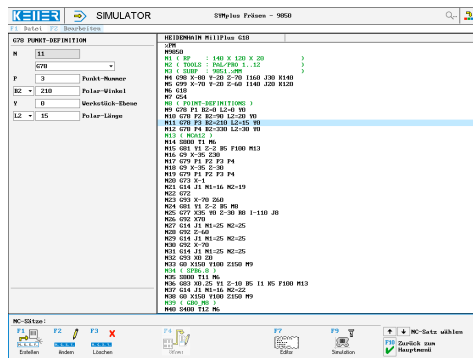 KELLER SIMULATOR SYMplus Fräsen - 9850
F1 Datei F2 Bearbeiten
G78 PUNKT-DEFINITION
N 11
G78
P 3 Punkt-Nummer
B2 210 Polar-Winkel
Y 0 Werkstück-Ebene
L2 15 Polar-Länge
HEIDENHAIN MillPlus G18
%PM
N9850
N1 ( RP : 140 X 120 X 20 )
N2 ( TOOLS : PAL/PRO 1..12 )
N3 ( SURP : 9851.%MM )
N4 G98 X-80 Y-20 Z-70 I160 J30 K140
N5 G99 X-70 Y-20 Z-60 I140 J20 K120
N6 G18
N7 G54
N8 ( POINT-DEFINITIONS )
N9 G78 P1 B2=0 L2=0 Y0
N10 G78 P2 B2=90 L2=20 Y0
N11 G78 P3 B2=210 L2=15 Y0
N12 G78 P4 B2=330 L2=30 Y0
N13 ( NCA12 )
N14 S800 T1 M6
N15 G81 Y1 Z-2 B5 F100 M13
N16 G9 X-35 Z30
N17 G79 P1 P2 P3 P4
N18 G9 X-35 Z-30
N19 G79 P1 P2 P3 P4
N20 G73 X-1
N21 G14 J1 N1=16 N2=19
N22 G72
N23 G93 X-70 Z60
N24 G81 Y1 Z-2 B5 M8
N25 G77 X35 Y0 Z-30 R8 I-110 J8
N26 G92 X70
N27 G14 J1 N1=25 N2=25
N28 G92 Z-60
N29 G14 J1 N1=25 N2=25
N30 G92 X-70
N31 G14 J1 N1=25 N2=25
N32 G93 X0 Z0
N33 G0 X150 Y100 Z150 M9
N34 ( SPB6.8 )
N35 S800 T11 M6
N36 G83 X0.25 Y1 Z-10 B5 I1 K5 F100 M13
N37 G14 J1 N1=16 N2=22
N38 G0 X150 Y100 Z150 M9
N39 ( GBO_M8 )
N40 S400 T12 M6
NC-Sätze:
F1 F2 F3 F4 F7 F9 NC-Satz wählen
F10 Zurück zum Hauptmenü
Erstellen Ändern Löschen Editor Simulation